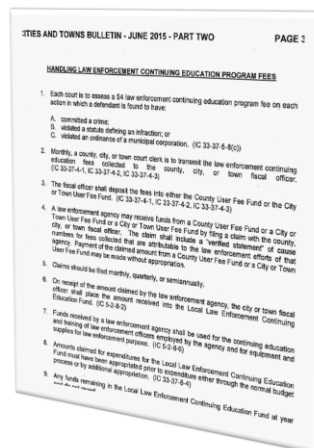 CITIES AND TOWNS BULLETIN - JUNE 2015 - PART TWO PAGE 3
HANDLING LAW ENFORCEMENT CONTINUING EDUCATION PROGRAM FEES
1. Each court is to assess a $4 law enforcement continuing education program fee on each
action in which a defendant is found to have:
A. committed a crime;
B. violated a statute defining an infraction; or
C. violated an ordinance of a municipal corporation. (IC 33-37-5-8(c))
2. Monthly, a county, city, or town court clerk is to transmit the law enforcement continuing
education fees collected to the county, city, or town fiscal officer.
(IC 33-37-4-1, IC 33-37-4-2, IC 33-37-4-3)
3. The fiscal officer shall deposit the fees into either the County User Fee Fund or the City
or Town User Fund. (IC 33-37-4-1, IC 33-37-4-2, IC 33-37-4-3)
4. A law enforcement agency may receive funds from a County User Fee Fund or a City or
Town User Fee Fund or a City or Town User Fee Fund by filing a claim with the county,
city, or town fiscal officer. The claim shall include a "verified statement" of cause
numbers for fees collected that are attributable to the law enforcement efforts of that
agency. Payment of the claimed amount from a County User Fee Fund or a City or Town
User Fee Fund may be made without appropriation.
5. Claims should be filed monthly, quarterly, or semiannually.
6. On receipt of the amount claimed by the law enforcement agency, the city or town fiscal
officer shall place the amount received into the Local Law Enforcement Continuing
Education Fund. (IC 5-2-8-2)
7. Funds received by a law enforcement agency shall be used for the continuing education
and training of law enforcement officers employed by the agency and for equipment and
supplies for law enforcement purpose. (IC 5-2-8-6)
8. Amounts claimed for expenditures for the Local Law Enforcement Continuing Education
Fund must have been appropriated prior to expenditure either through the normal budget
process or by additional appropriation. (IC 33-37-8-4)
9. Any funds remaining in the Local Law Enforcement Continuing Education Fund at year